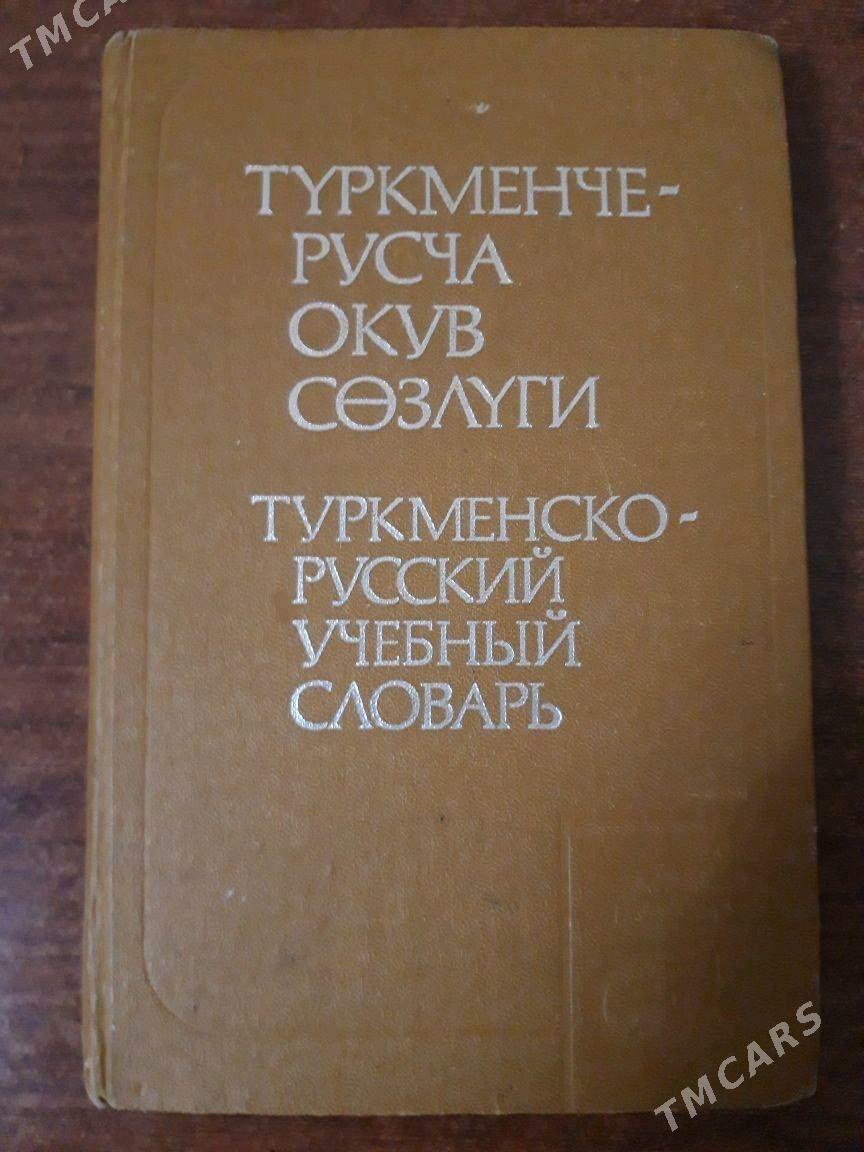 TMCARS
ТҮРКМЕНЧЕ-
РУСЧА
ОКУВ
СӨЗЛҮГИ
ТУРКМЕНСКО-
РУССКИЙ
УЧЕБНЫЙ
СЛОВАРЬ
TMCARS